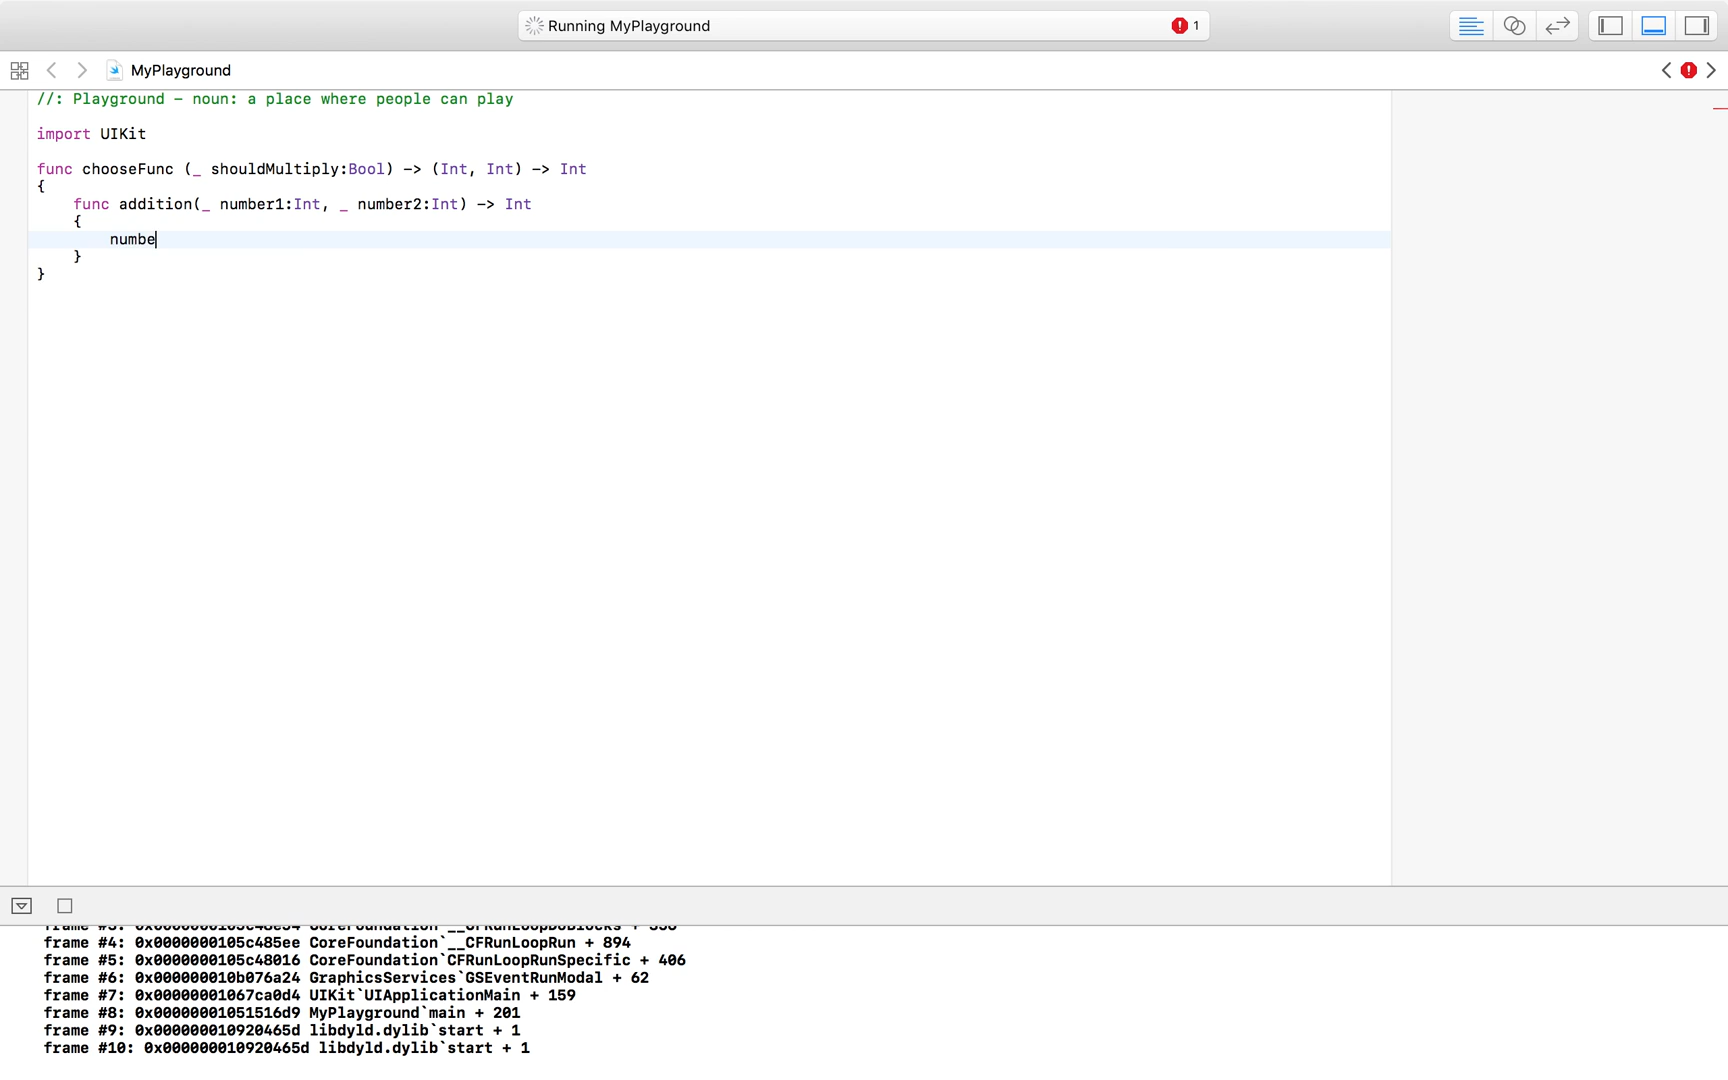 Running MyPlayground
1
MyPlayground
//: Playground – noun: a place where people can play
import UIKit
func chooseFunc (_ shouldMultiply:Bool) -> (Int, Int) -> Int
{
func addition(_ number1:Int, _ number2:Int) -> Int
{
numbe
}
}
frame #4: 0x0000000105c485ee CoreFoundation`__CFRunLoopRun + 894
frame #5: 0x0000000105c48016 CoreFoundation`CFRunLoopRunSpecific + 406
frame #6: 0x000000010b076a24 GraphicsServices`GSEventRunModal + 62
frame #7: 0x00000001067ca0d4 UIKit`UIApplicationMain + 159
frame #8: 0x00000001051516d9 MyPlayground`main + 201
frame #9: 0x000000010920465d libdyld.dylib`start + 1
frame #10: 0x000000010920465d libdyld.dylib`start + 1